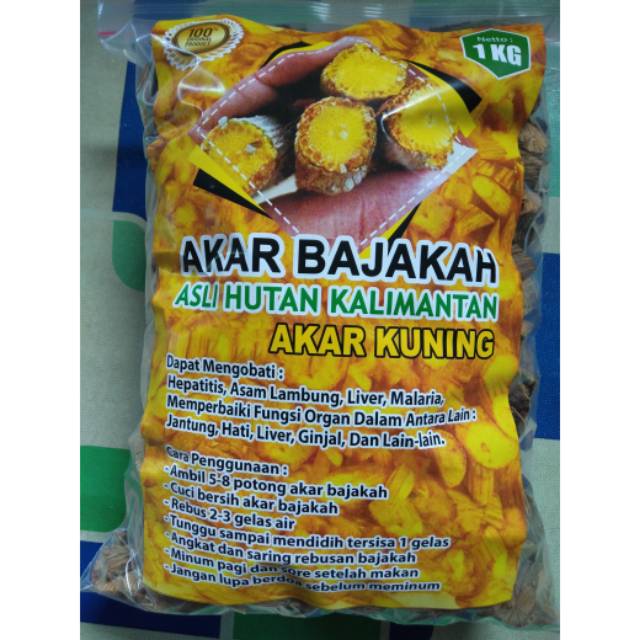 100%
ORIGINAL
PRODUCT
Netto :
1 KG
AKAR BAJAKAH
ASLI HUTAN KALIMANTAN
AKAR KUNING
Dapat Mengobati :
Hepatitis, Asam Lambung, Liver, Malaria,
Memperbaiki Fungsi Organ Dalam Antara Lain :
Jantung, Hati, Liver, Ginjal, Dan Lain-lain.
Cara Penggunaan :
-Ambil 5-8 potong akar bajakah
-Cuci bersih akar bajakah
-Rebus 2-3 gelas air
-Tunggu sampai mendidih tersisa 1 gelas
-Angkat dan saring rebusan bajakah
-Minum pagi dan sore setelah makan
-Jangan lupa berdoa sebelum meminum